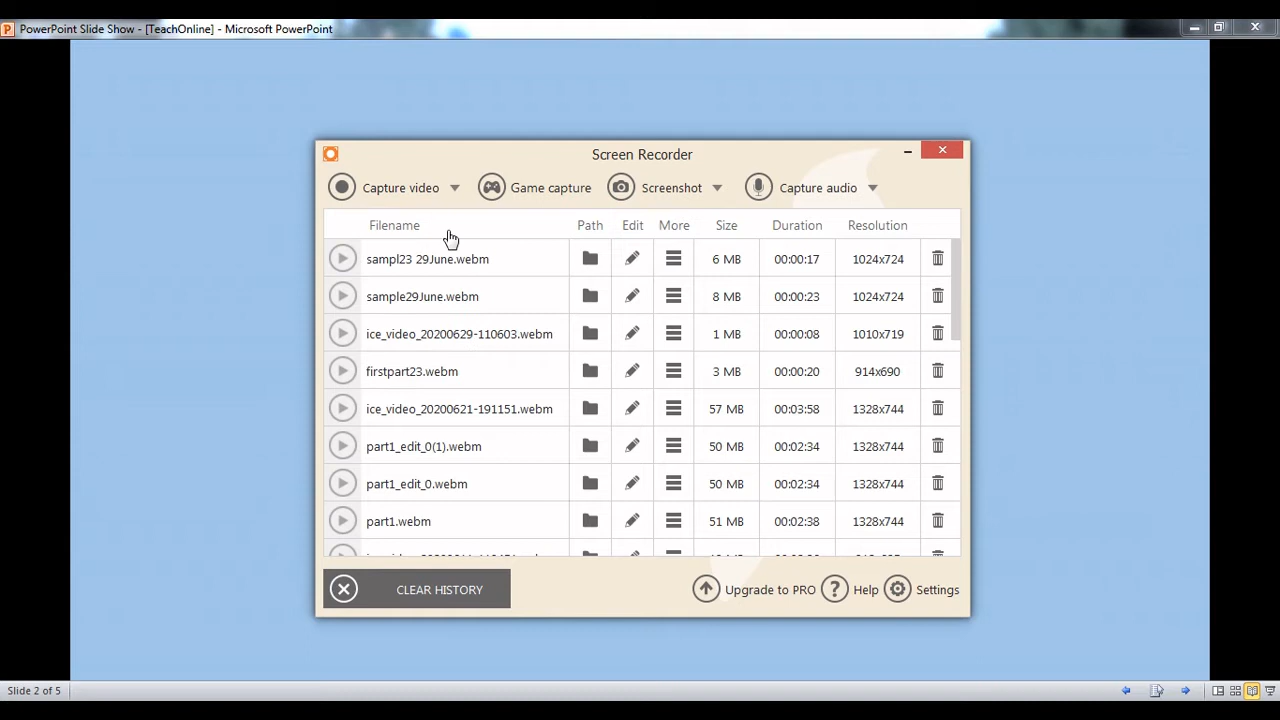 PowerPoint Slide Show - [TeachOnline] - Microsoft PowerPoint
Screen Recorder
Capture video Game capture Screenshot Capture audio
Filename Path Edit More Size Duration Resolution
sampl23 29June.webm 6 MB 00:00:17 1024x724
sample29June.webm 8 MB 00:00:23 1024x724
ice_video_20200629-110603.webm 1 MB 00:00:08 1010x719
firstpart23.webm 3 MB 00:00:20 914x690
ice_video_20200621-191151.webm 57 MB 00:03:58 1328x744
part1_edit_0(1).webm 50 MB 00:02:34 1328x744
part1_edit_0.webm 50 MB 00:02:34 1328x744
part1.webm 51 MB 00:02:38 1328x744
CLEAR HISTORY Upgrade to PRO Help Settings
Slide 2 of 5